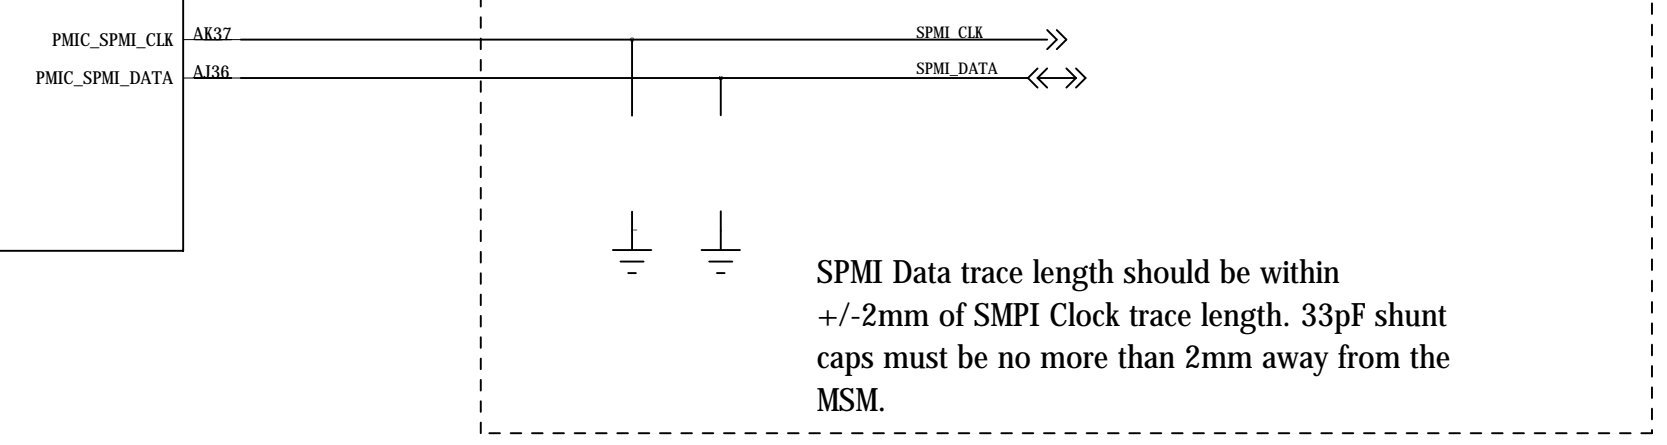 PMIC_SPMI_CLK AK37 SPMI_CLK
PMIC_SPMI_DATA AJ36 SPMI_DATA
SPMI Data trace length should be within
+/-2mm of SMPI Clock trace length. 33pF shunt
caps must be no more than 2mm away from the
MSM.